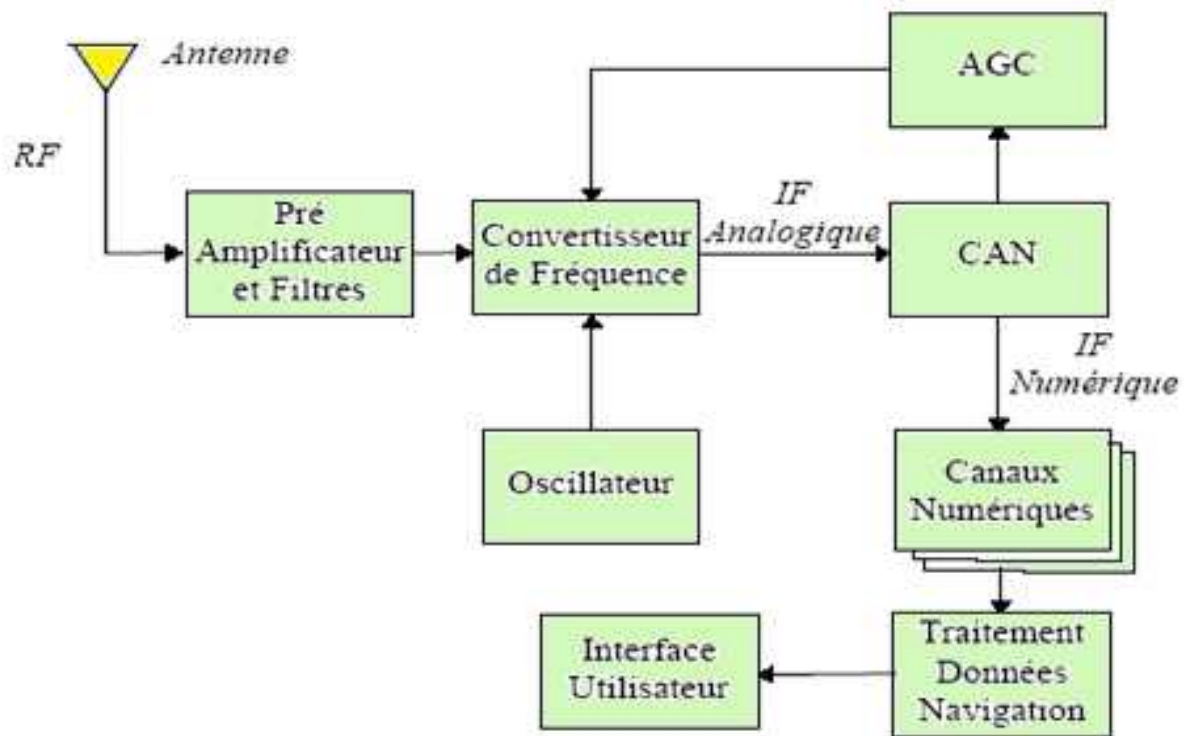 Antenne
AGC
RF
Pré
Amplificateur
et Filtres
Convertisseur
de Fréquence
IF
Analogique
CAN
IF
Numérique
Oscillateur
Canaux
Numériques
Interface
Utilisateur
Traitement
Données
Navigation